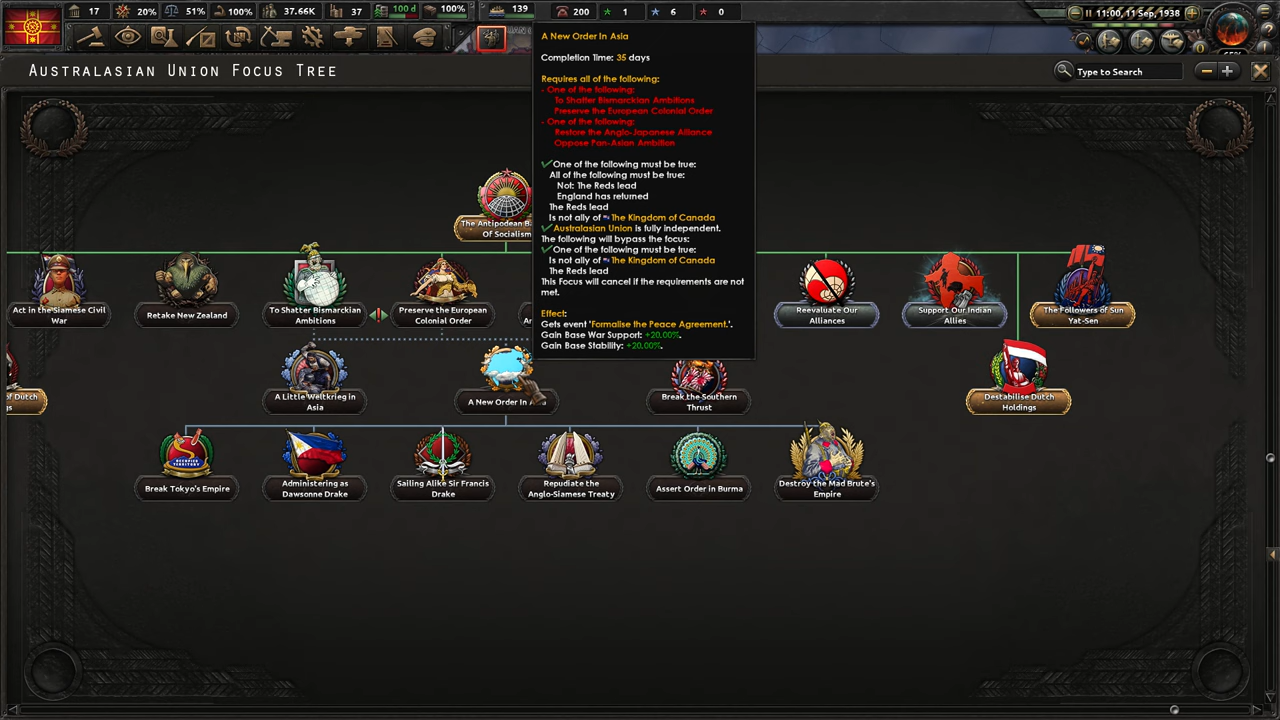 17
20%
51%
100%
37.66K
37
100 d
100%
139
200
1
6
0
11:00, 11 Sep, 1938
Australasian Union Focus Tree
Type to Search
A New Order In Asia
Completion Time: 35 days
Requires all of the following:
- One of the following:
To Shatter Bismarckian Ambitions
Preserve the European Colonial Order
- One of the following:
Restore the Anglo-Japanese Alliance
Oppose Pan-Asian Ambition
One of the following must be true:
All of the following must be true:
Not: The Reds lead
England has returned
The Reds lead
Is not ally of The Kingdom of Canada
Australasian Union is fully independent.
The following will bypass the focus:
One of the following must be true:
Is not ally of The Kingdom of Canada
The Reds lead
This Focus will cancel if the requirements are not
met.
Effect:
Gets event 'Formalise the Peace Agreement.'.
Gain Base War Support: +20.00%.
Gain Base Stability: +20.00%.
The Antipodean B
Of Socialism
Act in the Siamese Civil
War
Retake New Zealand
To Shatter Bismarckian
Ambitions
Preserve the European
Colonial Order
Reevaluate Our
Alliances
Support Our Indian
Allies
The Followers of Sun
Yat-Sen
of Dutch
A Little Weltkrieg in
Asia
A New Order In
Break the Southern
Thrust
Destabilise Dutch
Holdings
Break Tokyo's Empire
Administering as
Dawsonne Drake
Sailing Alike Sir Francis
Drake
Repudiate the
Anglo-Siamese Treaty
Assert Order in Burma
Destroy the Mad Brute's
Empire